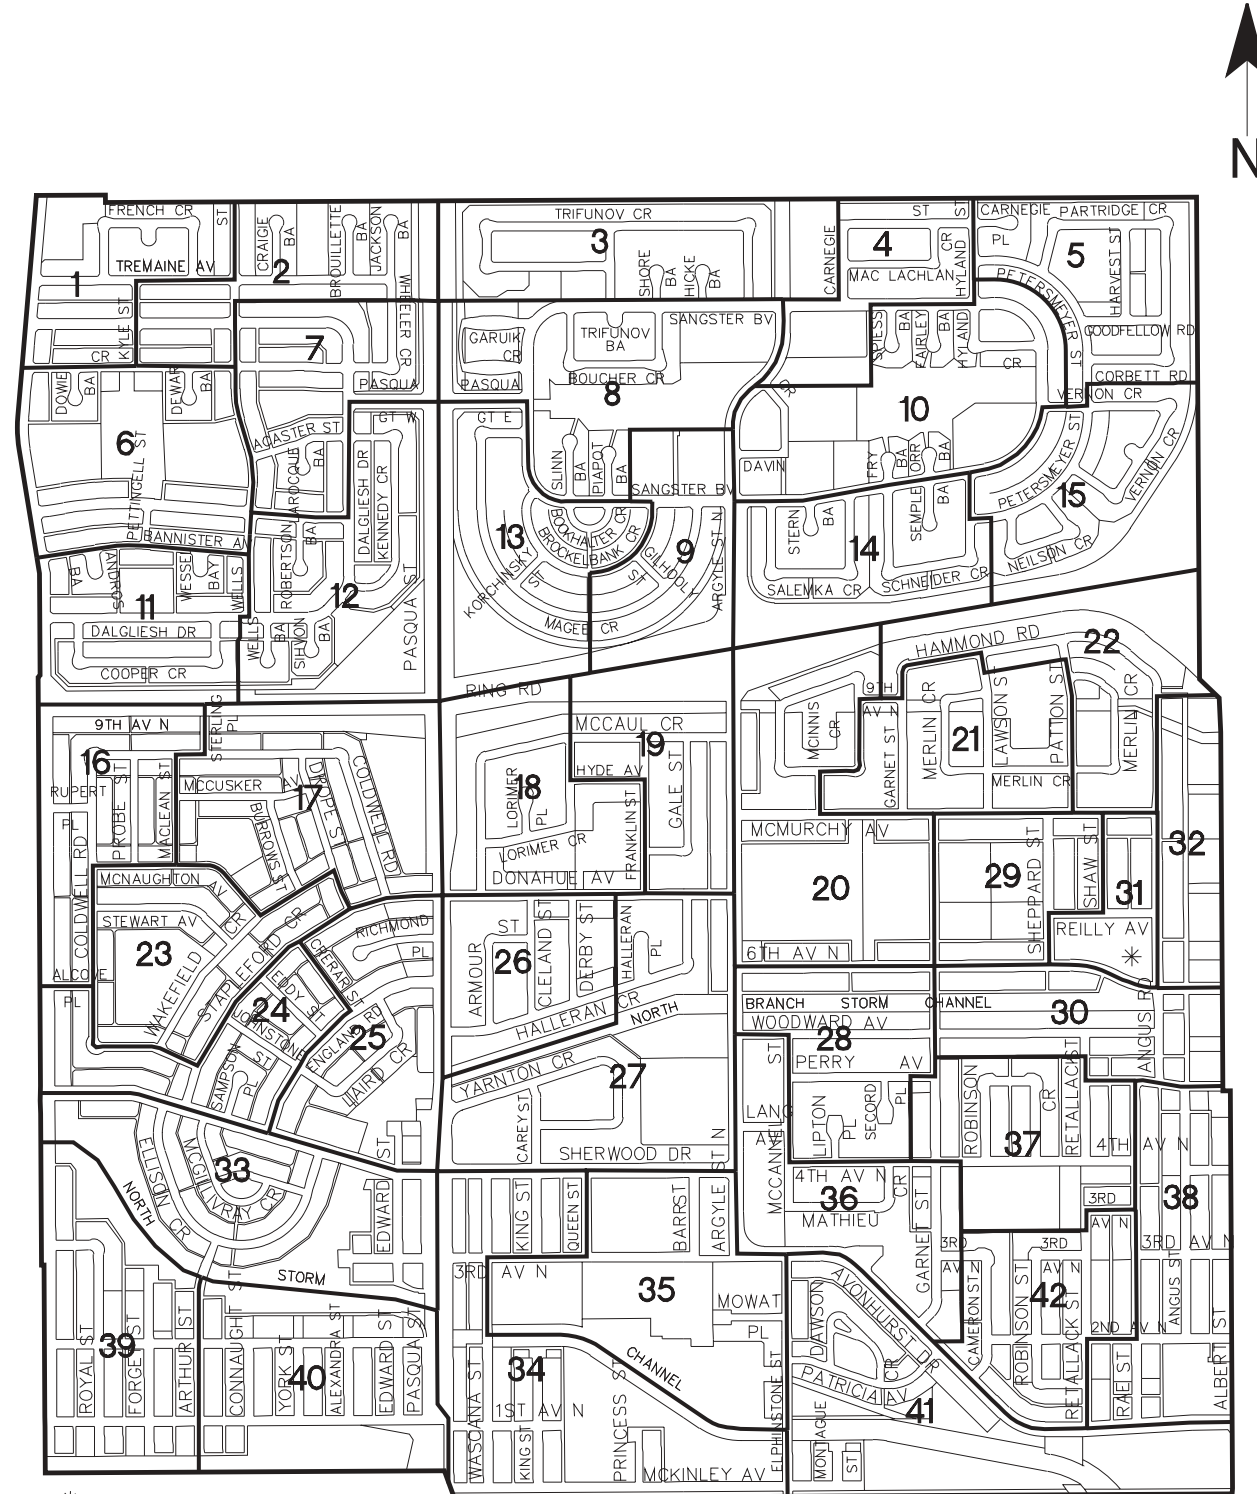 N
FRENCH CR
ST
TREMAINE AV
1
KYLE ST
CR
CRAIGIE
BA
2
BROUILLETTE
BA
JACKSON
BA
WHEELER CR
TRIFUNOV CR
3
SHORE
BA
HICKE
BA
CARNEGIE
ST
ST
4
CR
MAC LACHLAN
HYLAND
CARNEGIE
PARTRIDGE CR
PL
5
HARVEST ST
PETERSMEYER ST
GOODFELLOW RD
CORBETT RD
VERNON CR
7
PASQUA
GARUIK
CR
PASQUA
TRIFUNOV
BA
SANGSTER BV
BOUCHER CR
8
SPIESS
BA
FAIRLEY
BA
HYLAND
CR
CR
10
DOWIE
BA
DEWAR
BA
6
PETTINGELL ST
BANNISTER AV
LAROCQUE
BA
GT W
DALGLIESH DR
KENNEDY CR
GT E
SLINN
BA
PIAPOT
BA
SANGSTER BV
DAVIN
FRY
BA
ORR
BA
PETERSMEYER ST
15
VERNON CR
13
KORCHINSKY
ST
BOCKHALTER CR
BROCKELBANK CR
GILHOOLY
ST
9
ARGYLE ST N
MAGEE CR
STERN
BA
14
SEMPLE
BA
SALEMKA CR
SCHNEIDER CR
NEILSON CR
BA
ANDROS
WESSEL
BAY
WELLS
11
ROBERTSON
BA
12
PASQUA ST
DALGLIESH DR
COOPER CR
WELLS
BA
SIHVON
BA
RING RD
HAMMOND RD
22
9TH
AV N
MCINNIS
CR
GARNET ST
MERLIN CR
21
LAWSON S
PATTON ST
MERLIN CR
MERLIN CR
9TH AV N
STERLING
PL
16
RUPERT
PL
PROBE ST
MACLEAN ST
MCCUSKER AV
17
BURROWS ST
COLDWELL RD
COLDWELL RD
MCCAUL CR
19
HYDE AV
18
LORIMER
PL
LORIMER CR
FRANKLIN ST
GALE ST
DONAHUE AV
MCMURCHY AV
20
6TH AV N
29
SHEPPARD ST
SHAW ST
31
REILLY AV
32
MCNAUGHTON AV
STEWART AV
CR
23
ALCOVE
PL
WAKEFIELD
STAPLEFORD CR
RICHMOND
PL
GERAR ST
EDDY ST
24
JOHNSTONE
ST
SAMPSON
PL
25
ENGLAND RD
LAIRD CR
ARMOUR
ST
26
CLELAND ST
DERBY ST
HALLERAN
PL
HALLERAN CR
NORTH
BRANCH STORM CHANNEL
WOODWARD AV
30
ANGUS RD
28
PERRY AV
27
YARNTON CR
CAREY ST
SHERWOOD DR
ST N
ST
LANG
AV
MCCANNEL
LIPTON
PL
SECORD
PL
ROBINSON
CR
RETALLACK ST
37
4TH AV N
4TH AV N
36
CR
MATHIEU
GARNET ST
3RD
38
ELLISON CR
MCGILLIVRAY CR
33
NORTH
STORM
EDWARD ST
KING ST
QUEEN ST
BARR ST
ARGYLE
3RD AV N
35
MOWAT
PL
CHANNEL
AVONHURST DR
DAWSON
CR
PATRICIA AV
41
3RD
AV N
3RD
AV N
AV N
3RD AV N
CAMERON ST
ROBINSON ST
42
RETALLACK ST
2ND AV N
ANGUS ST
RAE ST
ALBERT ST
39
ROYAL ST
FORGET ST
ARTHUR ST
CONNAUGHT ST
YORK ST
40
ALEXANDRA ST
EDWARD ST
PASQUA ST
WASCANA ST
34
1ST AV N
KING ST
PRINCESS ST
MCKINLEY AV
ELPHINSTONE ST
MONTAGUE
ST